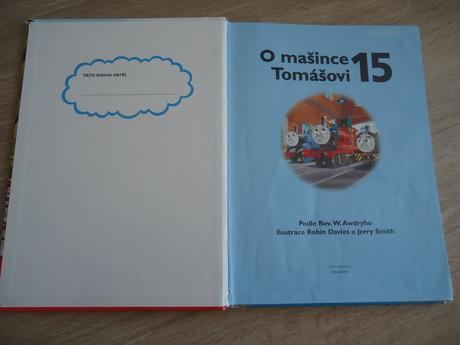 TATO KNIHA PATŘÍ
O mašince
Tomášovi 15
Podle Rev. W. Awdryho
Ilustrace Robin Davies a Jerry Smith